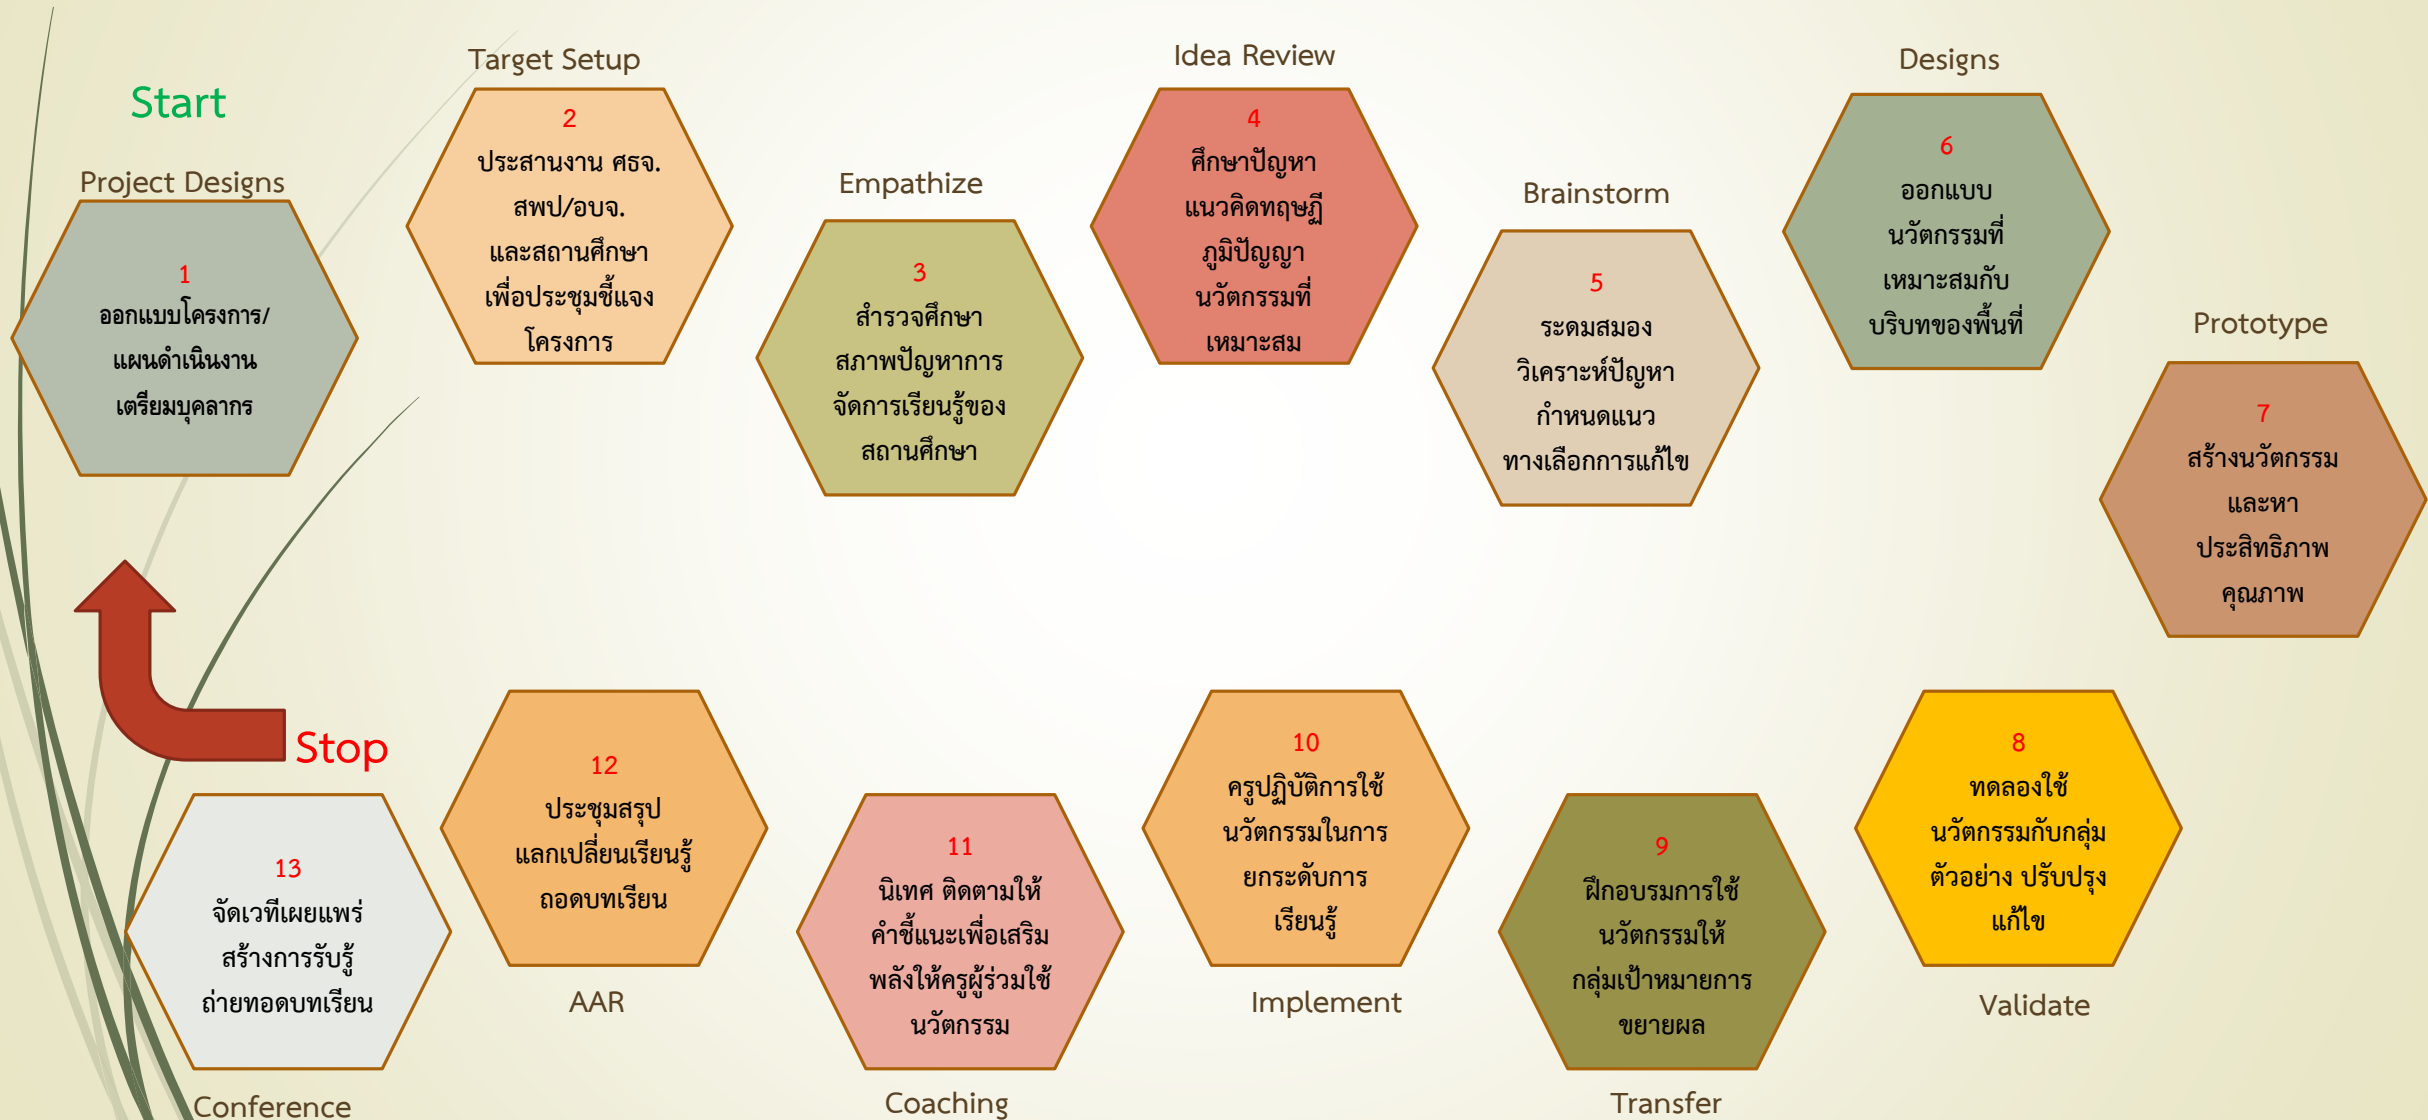 Start
Project Designs
1
ออกแบบโครงการ/
แผนดำเนินงาน
เตรียมบุคลากร
Target Setup
2
ประสานงาน ศธจ.
สพป/อบจ.
และสถานศึกษา
เพื่อประชุมชี้แจง
โครงการ
Empathize
3
สำรวจศึกษา
สภาพปัญหาการ
จัดการเรียนรู้ของ
สถานศึกษา
Idea Review
4
ศึกษาปัญหา
แนวคิดทฤษฎี
ภูมิปัญญา
นวัตกรรมที่
เหมาะสม
Brainstorm
5
ระดมสมอง
วิเคราะห์ปัญหา
กำหนดแนว
ทางเลือกการแก้ไข
Designs
6
ออกแบบ
นวัตกรรมที่
เหมาะสมกับ
บริบทของพื้นที่
Prototype
7
สร้างนวัตกรรม
และหา
ประสิทธิภาพ
คุณภาพ
8
ทดลองใช้
นวัตกรรมกับกลุ่ม
ตัวอย่าง ปรับปรุง
แก้ไข
Validate
9
ฝึกอบรมการใช้
นวัตกรรมให้
กลุ่มเป้าหมายการ
ขยายผล
Transfer
10
ครูปฏิบัติการใช้
นวัตกรรมในการ
ยกระดับการ
เรียนรู้
Implement
11
นิเทศ ติดตามให้
คำชี้แนะเพื่อเสริม
พลังให้ครูผู้ร่วมใช้
นวัตกรรม
Coaching
12
ประชุมสรุป
แลกเปลี่ยนเรียนรู้
ถอดบทเรียน
AAR
Stop
13
จัดเวทีเผยแพร่
สร้างการรับรู้
ถ่ายทอดบทเรียน
Conference